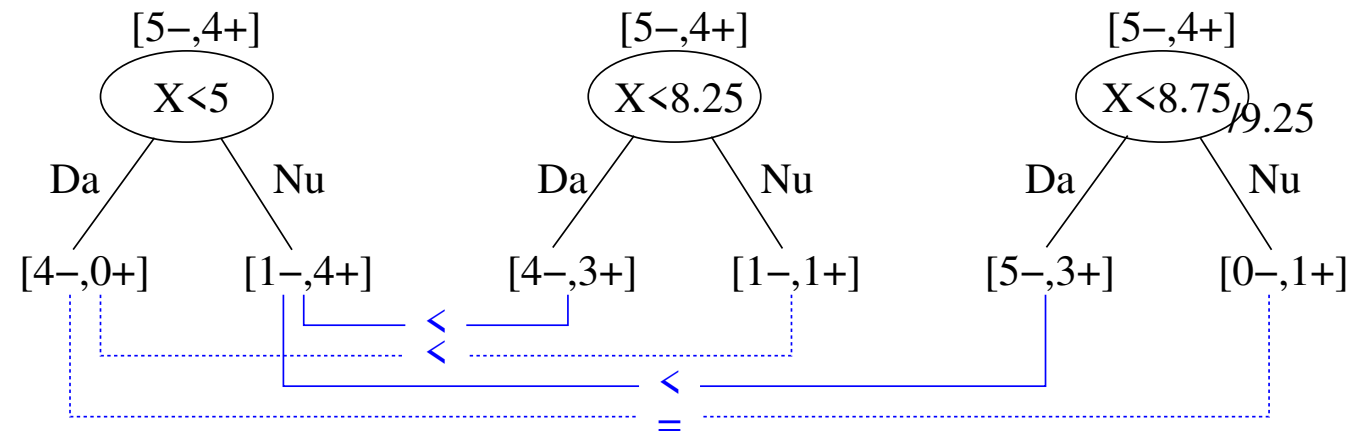 [5−,4+] [5−,4+] [5−,4+]
X<5 X<8.25 X<8.75/9.25
Da Nu Da Nu Da Nu
[4−,0+] [1−,4+] [4−,3+] [1−,1+] [5−,3+] [0−,1+]
<
<
<
=